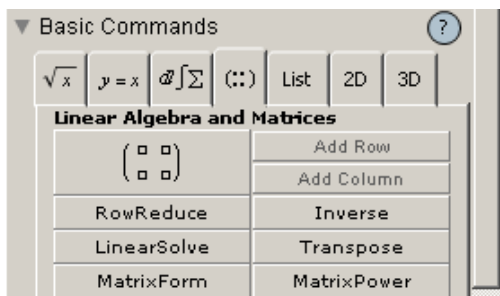 Basic Commands ?
√x y = x d∫Σ (::) List 2D 3D
Linear Algebra and Matrices
Add Row
Add Column
RowReduce Inverse
LinearSolve Transpose
MatrixForm MatrixPower